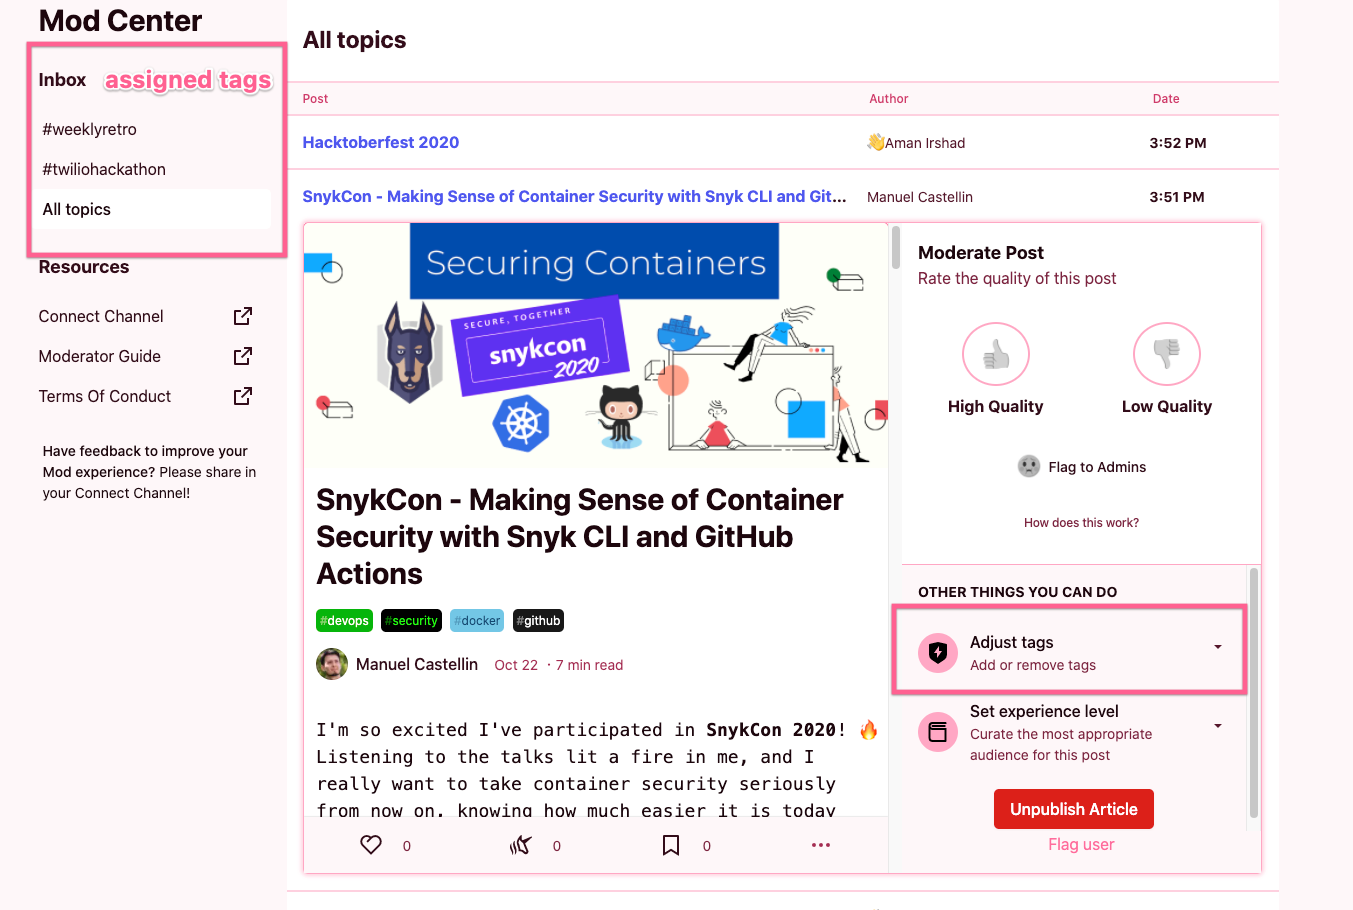 Mod Center
Inbox
assigned tags
#weeklyretro
#twiliohackathon
All topics
Resources
Connect Channel
Moderator Guide
Terms Of Conduct
Have feedback to improve your
Mod experience? Please share in
your Connect Channel!
All topics
Post Author Date
Hacktoberfest 2020 👋Aman Irshad 3:52 PM
SnykCon - Making Sense of Container Security with Snyk CLI and Git... Manuel Castellin 3:51 PM
Securing Containers
SECURE, TOGETHER
snykcon
2020
SnykCon - Making Sense of Container
Security with Snyk CLI and GitHub
Actions
#devops #security #docker #github
Manuel Castellin Oct 22 · 7 min read
I'm so excited I've participated in SnykCon 2020! 🔥
Listening to the talks lit a fire in me, and I
really want to take container security seriously
from now on, knowing how much easier it is today
0 0 0
Moderate Post
Rate the quality of this post
High Quality Low Quality
Flag to Admins
How does this work?
OTHER THINGS YOU CAN DO
Adjust tags
Add or remove tags
Set experience level
Curate the most appropriate
audience for this post
Unpublish Article
Flag user